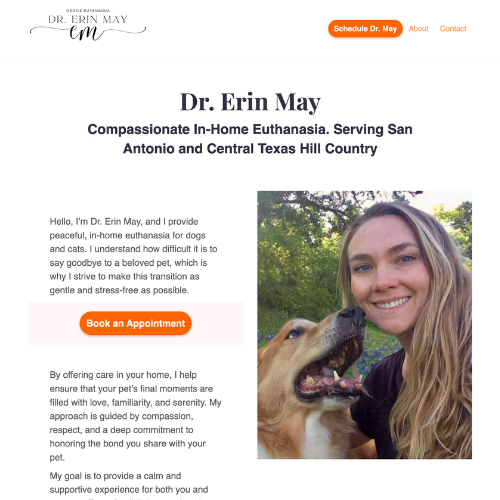 GENTLE EUTHANASIA
DR. ERIN MAY
em
Schedule Dr. May
About
Contact
Dr. Erin May
Compassionate In-Home Euthanasia. Serving San
Antonio and Central Texas Hill Country
Hello, I'm Dr. Erin May, and I provide
peaceful, in-home euthanasia for dogs
and cats. I understand how difficult it is to
say goodbye to a beloved pet, which is
why I strive to make this transition as
gentle and stress-free as possible.
Book an Appointment
By offering care in your home, I help
ensure that your pet's final moments are
filled with love, familiarity, and serenity. My
approach is guided by compassion,
respect, and a deep commitment to
honoring the bond you share with your
pet.
My goal is to provide a calm and
supportive experience for both you and